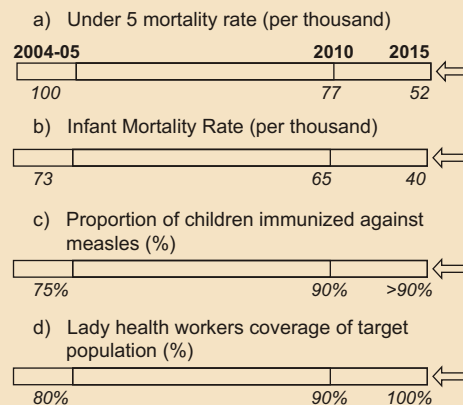 a) Under 5 mortality rate (per thousand)
2004-05 2010 2015
100 77 52
b) Infant Mortality Rate (per thousand)
73 65 40
c) Proportion of children immunized against
measles (%)
75% 90% >90%
d) Lady health workers coverage of target
population (%)
80% 90% 100%